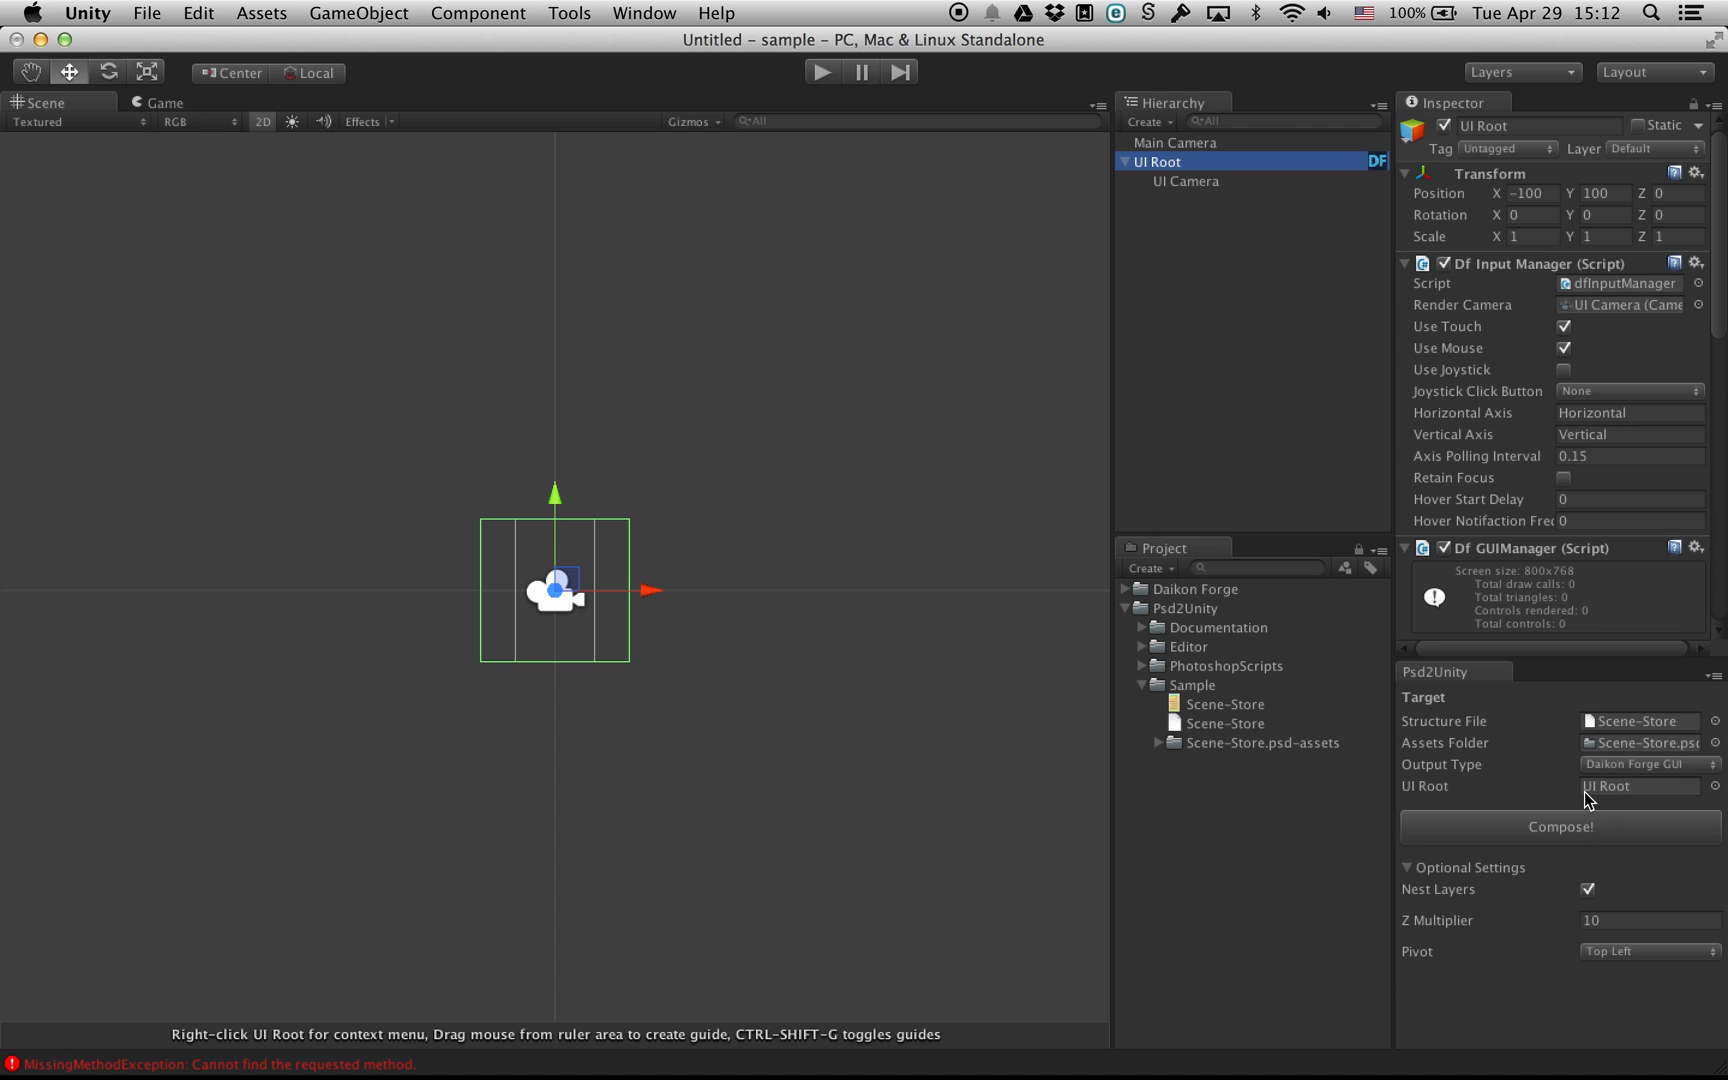 Unity File Edit Assets GameObject Component Tools Window Help 100% Tue Apr 29 15:12
Untitled – sample – PC, Mac & Linux Standalone
Center Local Layers Layout
Scene Game
Textured RGB 2D Effects Gizmos All
Right-click UI Root for context menu, Drag mouse from ruler area to create guide, CTRL-SHIFT-G toggles guides
MissingMethodException: Cannot find the requested method.
Hierarchy
Create All
Main Camera
UI Root DF
UI Camera
Project
Create
Daikon Forge
Psd2Unity
Documentation
Editor
PhotoshopScripts
Sample
Scene-Store
Scene-Store
Scene-Store.psd-assets
Inspector
UI Root Static
Tag Untagged Layer Default
Transform
Position X -100 Y 100 Z 0
Rotation X 0 Y 0 Z 0
Scale X 1 Y 1 Z 1
Df Input Manager (Script)
Script dfInputManager
Render Camera UI Camera (Came
Use Touch
Use Mouse
Use Joystick
Joystick Click Button None
Horizontal Axis Horizontal
Vertical Axis Vertical
Axis Polling Interval 0.15
Retain Focus
Hover Start Delay 0
Hover Notifaction Fre 0
Df GUIManager (Script)
Screen size: 800x768
Total draw calls: 0
Total triangles: 0
Controls rendered: 0
Total controls: 0
Psd2Unity
Target
Structure File Scene-Store
Assets Folder Scene-Store.psd
Output Type Daikon Forge GUI
UI Root UI Root
Compose!
Optional Settings
Nest Layers
Z Multiplier 10
Pivot Top Left